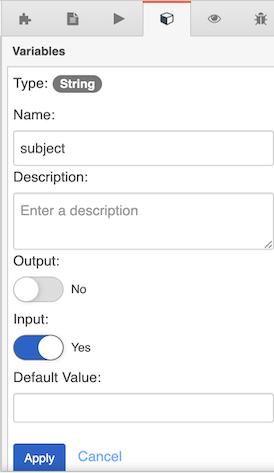 Variables
Type: String
Name:
subject
Description:
Enter a description
Output:
No
Input:
Yes
Default Value:
Apply Cancel